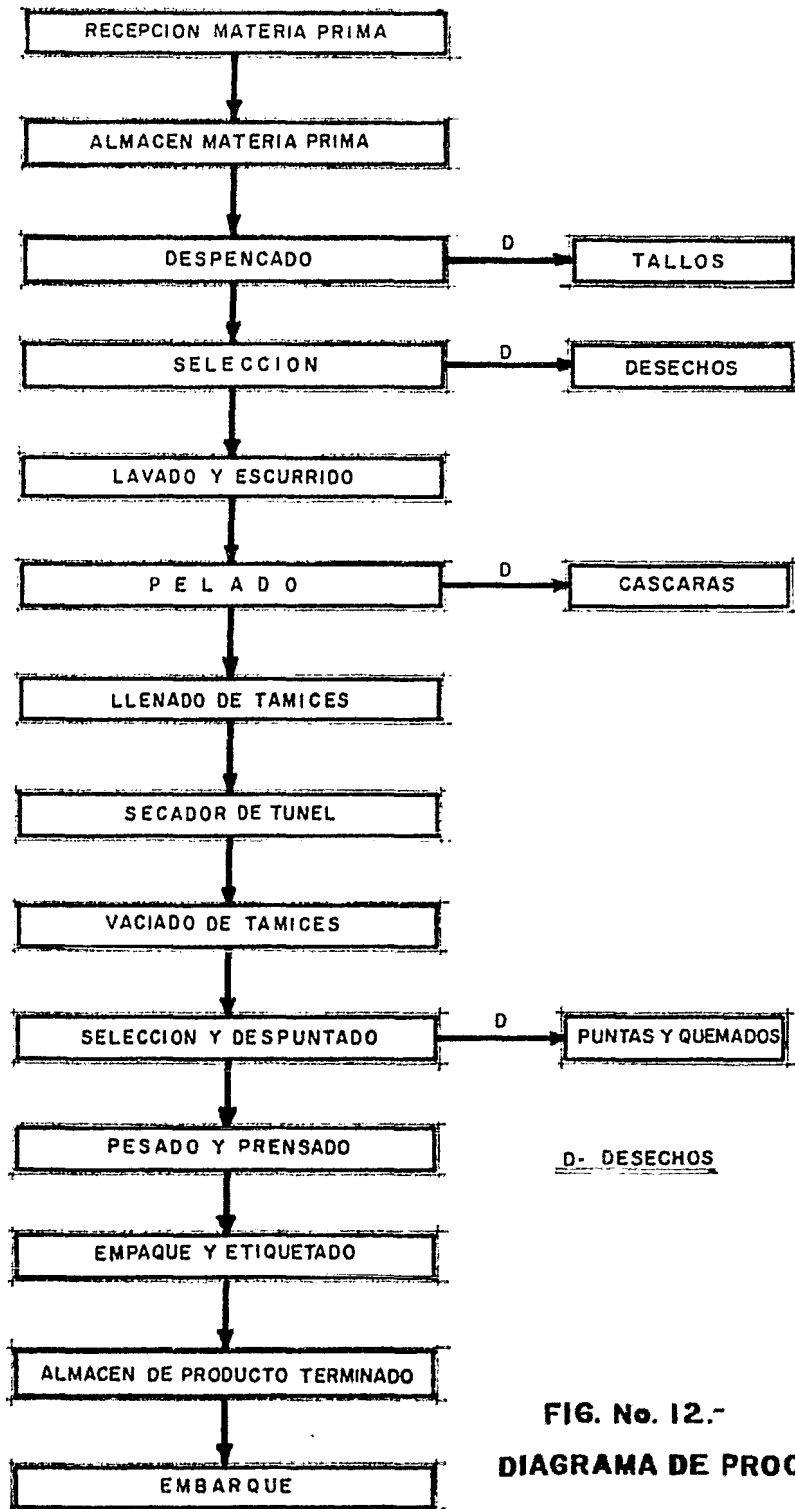 RECEPCION MATERIA PRIMA
ALMACEN MATERIA PRIMA
DESPENCADO
D
TALLOS
SELECCION
D
DESECHOS
LAVADO Y ESCURRIDO
PELADO
D
CASCARAS
LLENADO DE TAMICES
SECADOR DE TUNEL
VACIADO DE TAMICES
SELECCION Y DESPUNTADO
D
PUNTAS Y QUEMADOS
PESADO Y PRENSADO
D- DESECHOS
EMPAQUE Y ETIQUETADO
ALMACEN DE PRODUCTO TERMINADO
EMBARQUE
FIG. No. 12.-
DIAGRAMA DE PROC